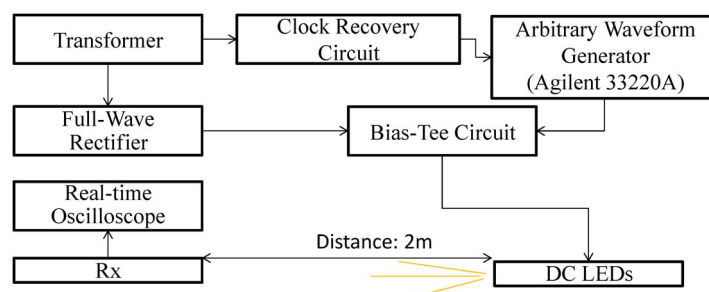 Transformer
Clock Recovery
Circuit
Arbitrary Waveform
Generator
(Agilent 33220A)
Full-Wave
Rectifier
Bias-Tee Circuit
Real-time
Oscilloscope
Distance: 2m
Rx
DC LEDs